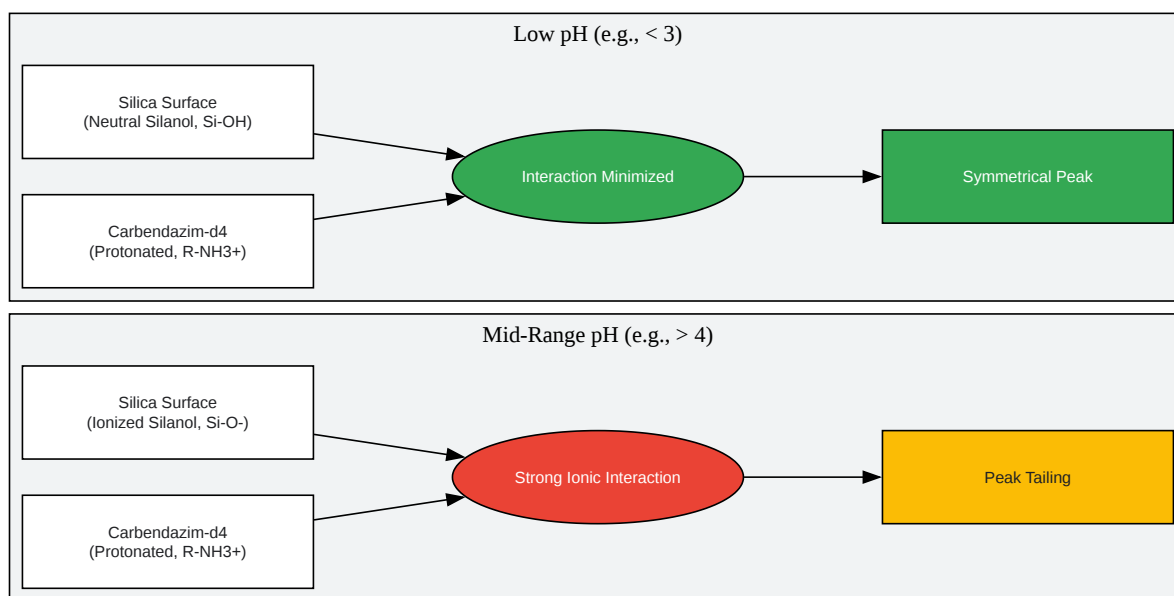 Low pH (e.g., < 3)
Silica Surface
(Neutral Silanol, Si-OH)
Carbendazim-d4
(Protonated, R-NH3+)
Interaction Minimized
Symmetrical Peak
Mid-Range pH (e.g., > 4)
Silica Surface
(Ionized Silanol, Si-O-)
Carbendazim-d4
(Protonated, R-NH3+)
Strong Ionic Interaction
Peak Tailing